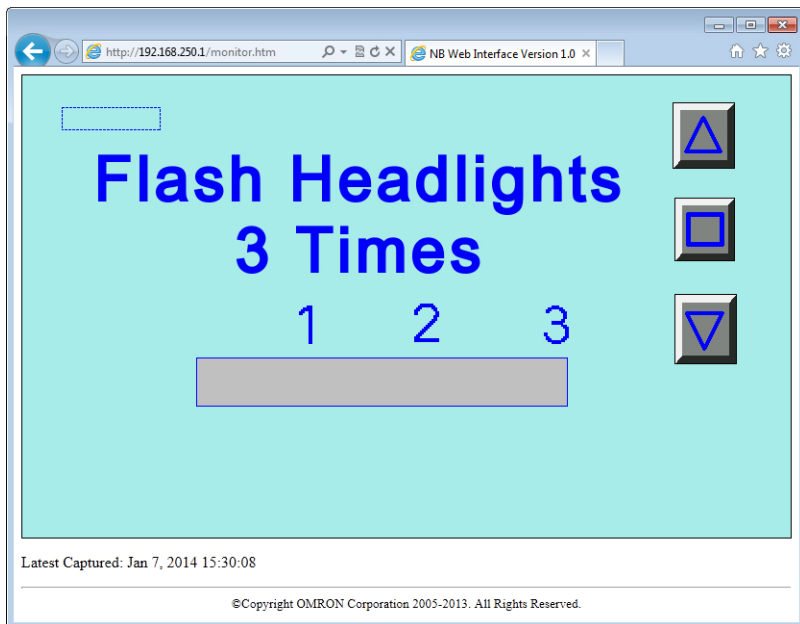 http://192.168.250.1/monitor.htm
NB Web Interface Version 1.0
Flash Headlights
3 Times
1 2 3
Latest Captured: Jan 7, 2014 15:30:08
©Copyright OMRON Corporation 2005-2013. All Rights Reserved.